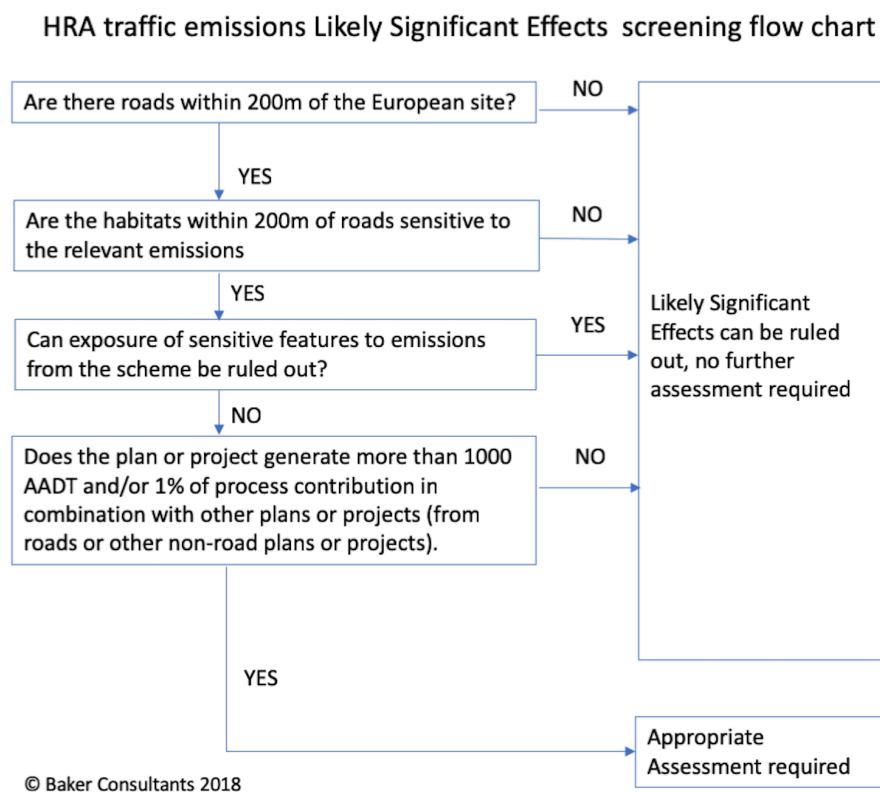 HRA traffic emissions Likely Significant Effects screening flow chart
Are there roads within 200m of the European site?
NO
YES
Are the habitats within 200m of roads sensitive to
the relevant emissions
NO
YES
Can exposure of sensitive features to emissions
from the scheme be ruled out?
YES
NO
Does the plan or project generate more than 1000
AADT and/or 1% of process contribution in
combination with other plans or projects (from
roads or other non-road plans or projects).
NO
Likely Significant
Effects can be ruled
out, no further
assessment required
YES
Appropriate
Assessment required
© Baker Consultants 2018